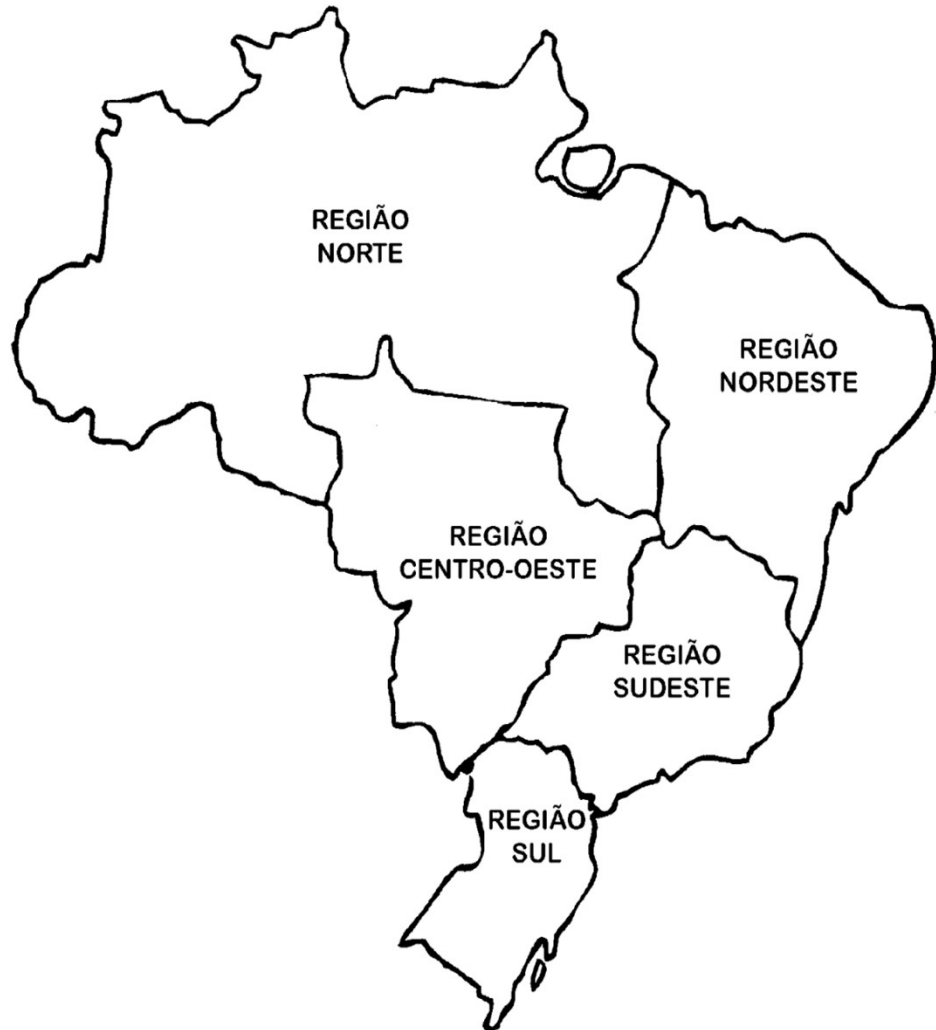 REGIÃO
NORTE
REGIÃO
NORDESTE
REGIÃO
CENTRO-OESTE
REGIÃO
SUDESTE
REGIÃO
SUL